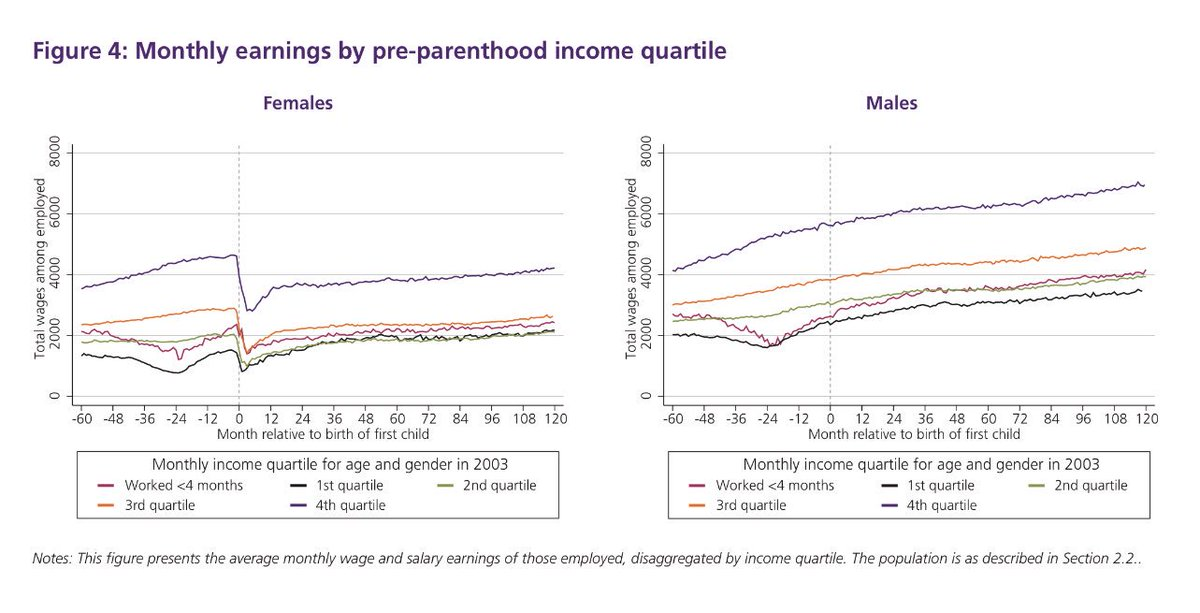 Figure 4: Monthly earnings by pre-parenthood income quartile
Females
Total wages among employed
8000
6000
4000
2000
0
-60 -48 -36 -24 -12 0 12 24 36 48 60 72 84 96 108 120
Month relative to birth of first child
Monthly income quartile for age and gender in 2003
Worked <4 months 1st quartile 2nd quartile
3rd quartile 4th quartile
Males
Total wages among employed
8000
6000
4000
2000
0
-60 -48 -36 -24 -12 0 12 24 36 48 60 72 84 96 108 120
Month relative to birth of first child
Monthly income quartile for age and gender in 2003
Worked <4 months 1st quartile 2nd quartile
3rd quartile 4th quartile
Notes: This figure presents the average monthly wage and salary earnings of those employed, disaggregated by income quartile. The population is as described in Section 2.2..